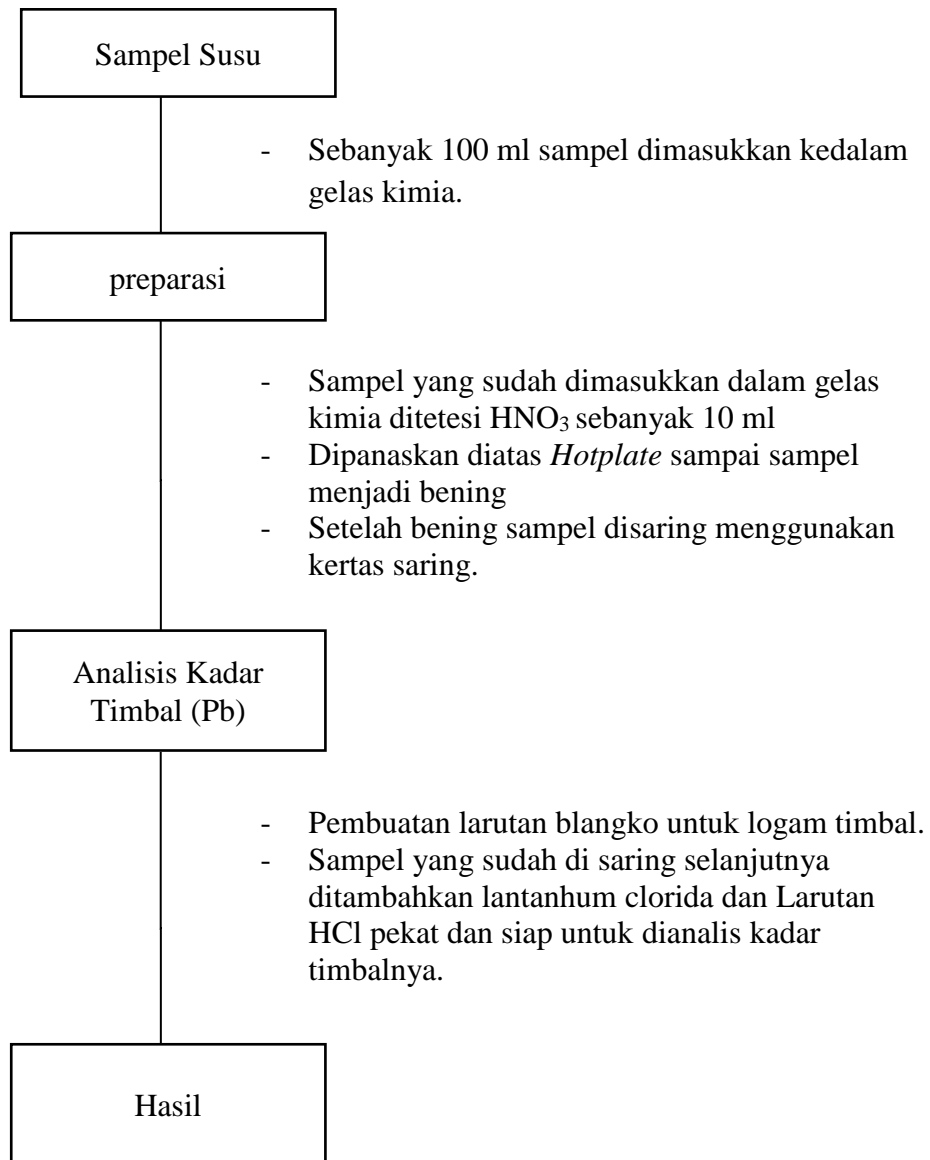 Sampel Susu
- Sebanyak 100 ml sampel dimasukkan kedalam
gelas kimia.
preparasi
- Sampel yang sudah dimasukkan dalam gelas
kimia ditetesi HNO₃ sebanyak 10 ml
- Dipanaskan diatas Hotplate sampai sampel
menjadi bening
- Setelah bening sampel disaring menggunakan
kertas saring.
Analisis Kadar
Timbal (Pb)
- Pembuatan larutan blangko untuk logam timbal.
- Sampel yang sudah di saring selanjutnya
ditambahkan lantanhum clorida dan Larutan
HCl pekat dan siap untuk dianalis kadar
timbalnya.
Hasil